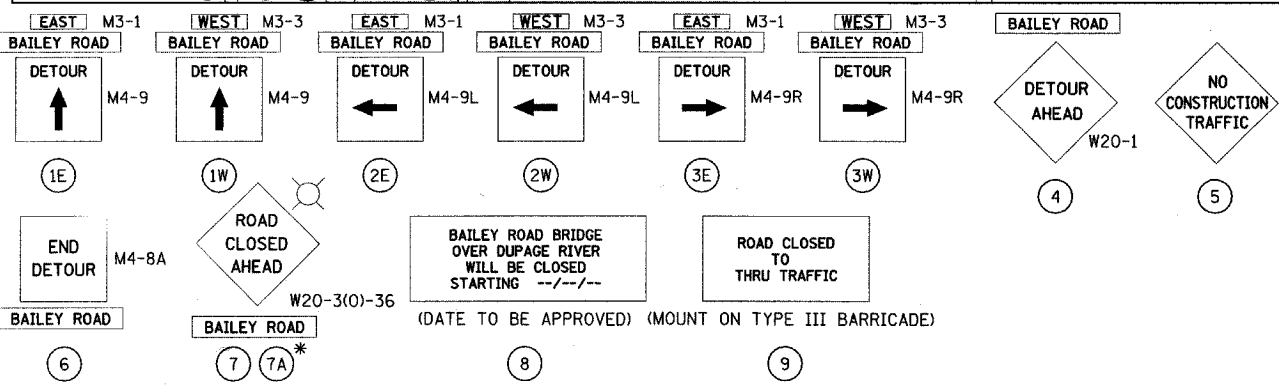 EAST M3-1 WEST M3-3 EAST M3-1 WEST M3-3 EAST M3-1 WEST M3-3
BAILEY ROAD BAILEY ROAD BAILEY ROAD BAILEY ROAD BAILEY ROAD BAILEY ROAD BAILEY ROAD
DETOUR DETOUR DETOUR DETOUR DETOUR DETOUR
M4-9 M4-9 M4-9L M4-9L M4-9R M4-9R
DETOUR
AHEAD
W20-1
NO
CONSTRUCTION
TRAFFIC
1E 1W 2E 2W 3E 3W 4 5
END
DETOUR
M4-8A
BAILEY ROAD
6
ROAD
CLOSED
AHEAD
W20-3(O)-36
BAILEY ROAD
7 7A*
BAILEY ROAD BRIDGE
OVER DUPAGE RIVER
WILL BE CLOSED
STARTING --/--/--
(DATE TO BE APPROVED)
8
ROAD CLOSED
TO
THRU TRAFFIC
(MOUNT ON TYPE III BARRICADE)
9